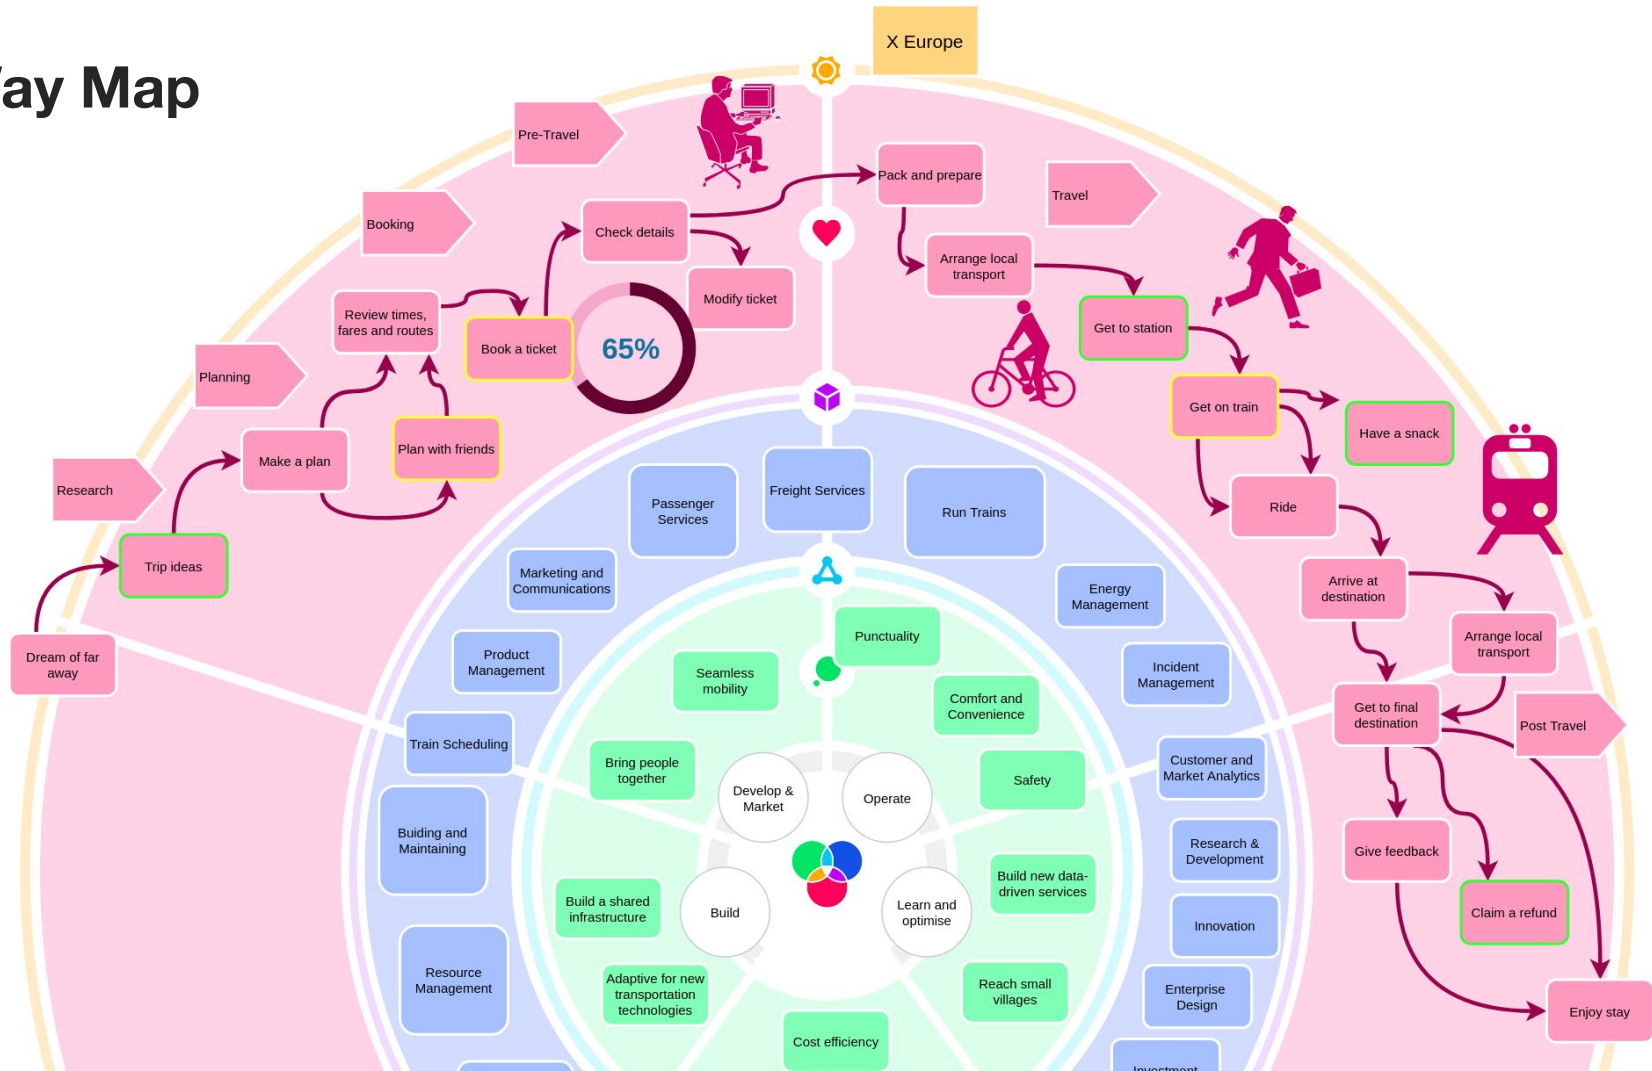 X Europe
ay Map
Pre-Travel
Booking
Planning
Research
Travel
Post Travel
Dream of far
away
Trip ideas
Make a plan
Plan with friends
Review times,
fares and routes
Book a ticket
65%
Check details
Modify ticket
Pack and prepare
Arrange local
transport
Get to station
Get on train
Have a snack
Ride
Arrive at
destination
Arrange local
transport
Get to final
destination
Give feedback
Claim a refund
Enjoy stay
Passenger
Services
Freight Services
Run Trains
Marketing and
Communications
Energy
Management
Product
Management
Incident
Management
Train Scheduling
Customer and
Market Analytics
Buiding and
Maintaining
Research &
Development
Innovation
Resource
Management
Enterprise
Design
Punctuality
Seamless
mobility
Comfort and
Convenience
Bring people
together
Safety
Build a shared
infrastructure
Build new data-
driven services
Adaptive for new
transportation
technologies
Reach small
villages
Cost efficiency
Develop &
Market
Operate
Build
Learn and
optimise